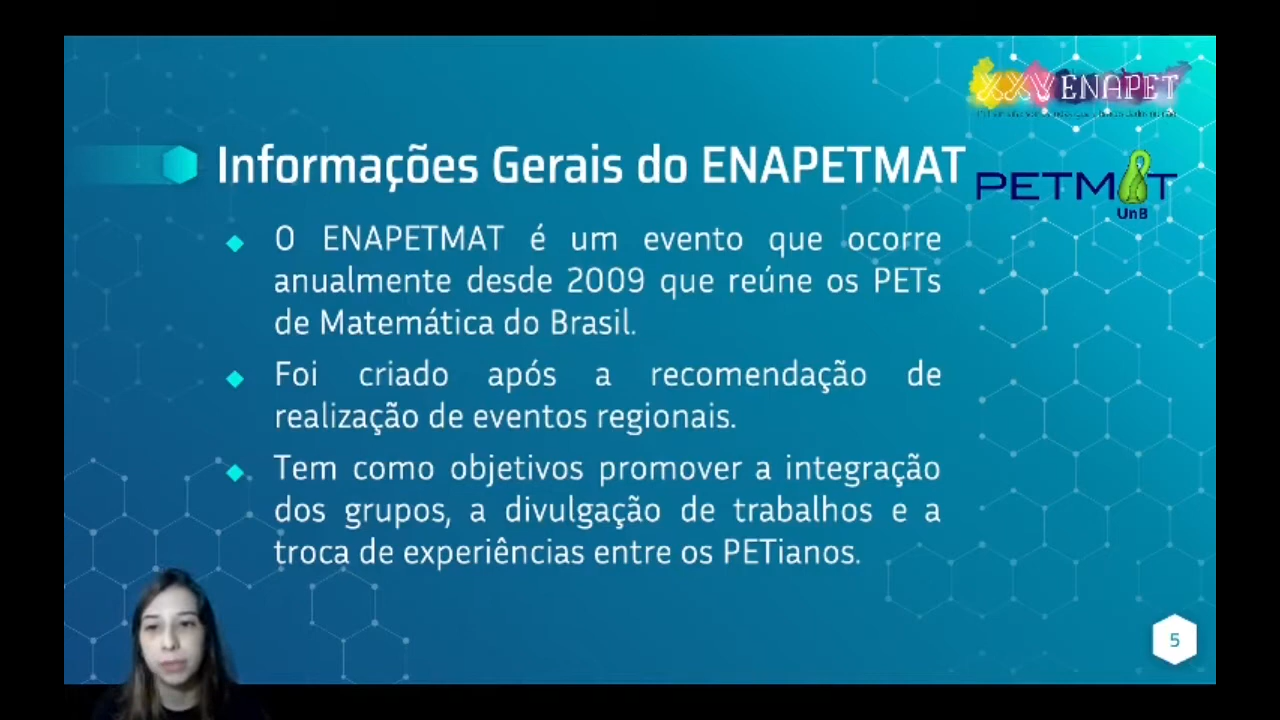 XXV ENAPET
Informações Gerais do ENAPETMAT
PETMAT
UnB
O ENAPETMAT é um evento que ocorre
anualmente desde 2009 que reúne os PETs
de Matemática do Brasil.
Foi criado após a recomendação de
realização de eventos regionais.
Tem como objetivos promover a integração
dos grupos, a divulgação de trabalhos e a
troca de experiências entre os PETianos.
5